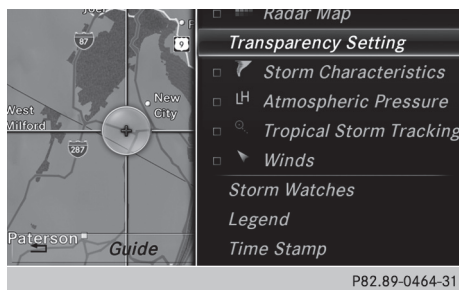 Radar Map
Transparency Setting
Storm Characteristics
LH Atmospheric Pressure
Tropical Storm Tracking
Winds
Storm Watches
Legend
Time Stamp
87
9
New
City
West
Milford
287
Paterson
Guide
P82.89-0464-31